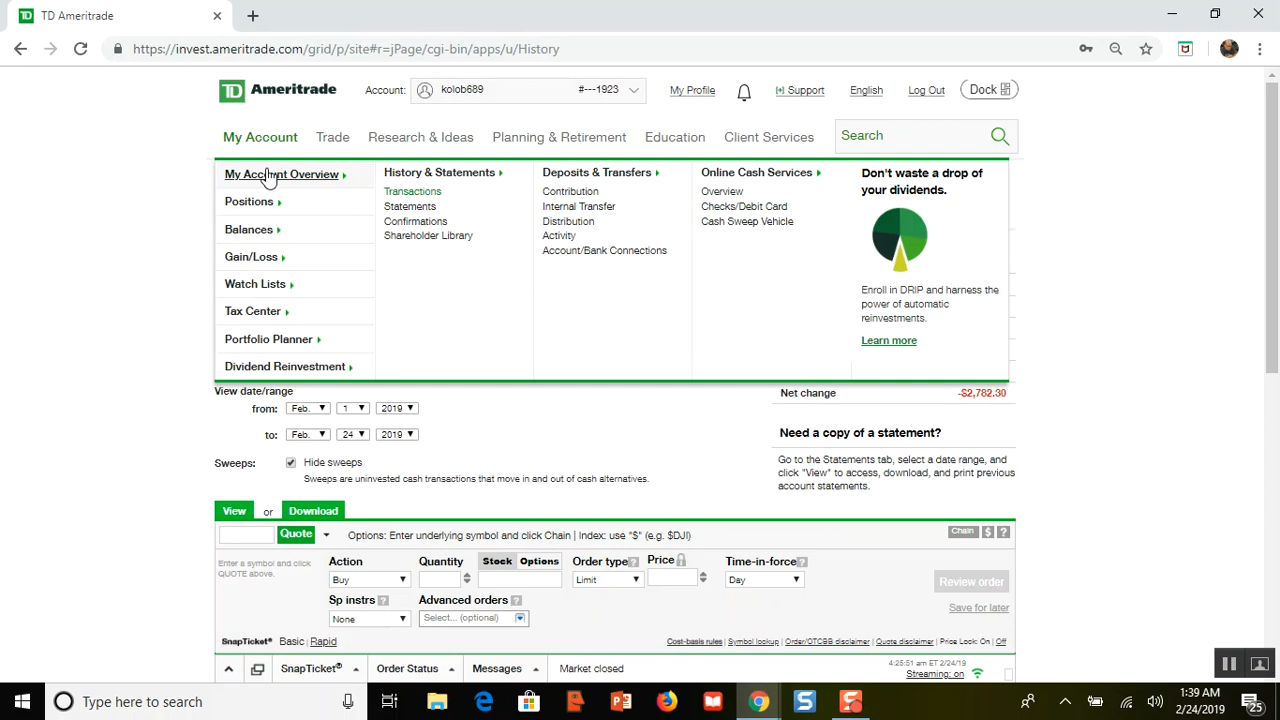 TD Ameritrade
https://invest.ameritrade.com/grid/p/site#r=jPage/cgi-bin/apps/u/History
TD Ameritrade
Account: kolob689 #---1923
My Profile
[+] Support
English
Log Out
Dock
My Account Trade Research & Ideas Planning & Retirement Education Client Services
Search
My Account Overview
Positions
Balances
Gain/Loss
Watch Lists
Tax Center
Portfolio Planner
Dividend Reinvestment
History & Statements
Transactions
Statements
Confirmations
Shareholder Library
Deposits & Transfers
Contribution
Internal Transfer
Distribution
Activity
Account/Bank Connections
Online Cash Services
Overview
Checks/Debit Card
Cash Sweep Vehicle
Don't waste a drop of
your dividends.
Enroll in DRIP and harness the
power of automatic
reinvestments.
Learn more
View date/range
from: Feb. 1 2019
to: Feb. 24 2019
Sweeps: Hide sweeps
Sweeps are uninvested cash transactions that move in and out of cash alternatives.
Net change -$2,782.30
Need a copy of a statement?
Go to the Statements tab, select a date range, and
click "View" to access, download, and print previous
account statements.
View or Download
Quote Options: Enter underlying symbol and click Chain | Index: use "$" (e.g. $DJI)
Chain $ ?
Enter a symbol and click
QUOTE above.
Action Quantity Stock Options Order type ? Price Time-in-force ?
Buy Limit Day
Review order
Sp instrs ? Advanced orders ?
None Select... (optional)
Save for later
SnapTicket® Basic | Rapid
Cost-basis rules | Symbol lookup | Order/OTCBB disclaimer | Quote disclaimer | Price Lock: On | Off
SnapTicket® Order Status Messages Market closed
4:25:51 am ET 2/24/19
Streaming: on
Type here to search
1:39 AM
2/24/2019
25